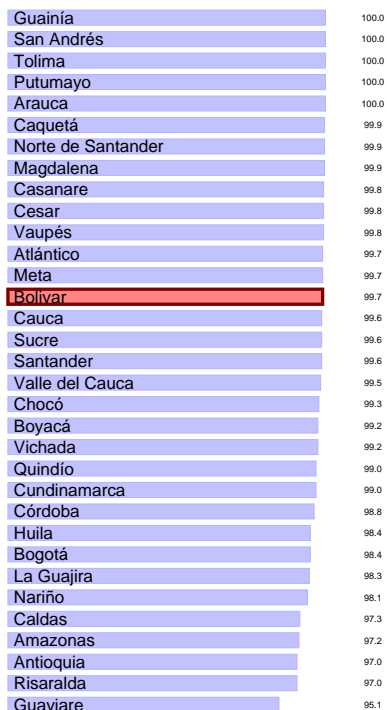 Guainía 100.0
San Andrés 100.0
Tolima 100.0
Putumayo 100.0
Arauca 100.0
Caquetá 99.9
Norte de Santander 99.9
Magdalena 99.9
Casanare 99.8
Cesar 99.8
Vaupés 99.8
Atlántico 99.7
Meta 99.7
Bolivar 99.7
Cauca 99.6
Sucre 99.6
Santander 99.6
Valle del Cauca 99.5
Chocó 99.3
Boyacá 99.2
Vichada 99.2
Quindío 99.0
Cundinamarca 99.0
Córdoba 98.8
Huila 98.4
Bogotá 98.4
La Guajira 98.3
Nariño 98.1
Caldas 97.3
Amazonas 97.2
Antioquia 97.0
Risaralda 97.0
Guaviare 95.1